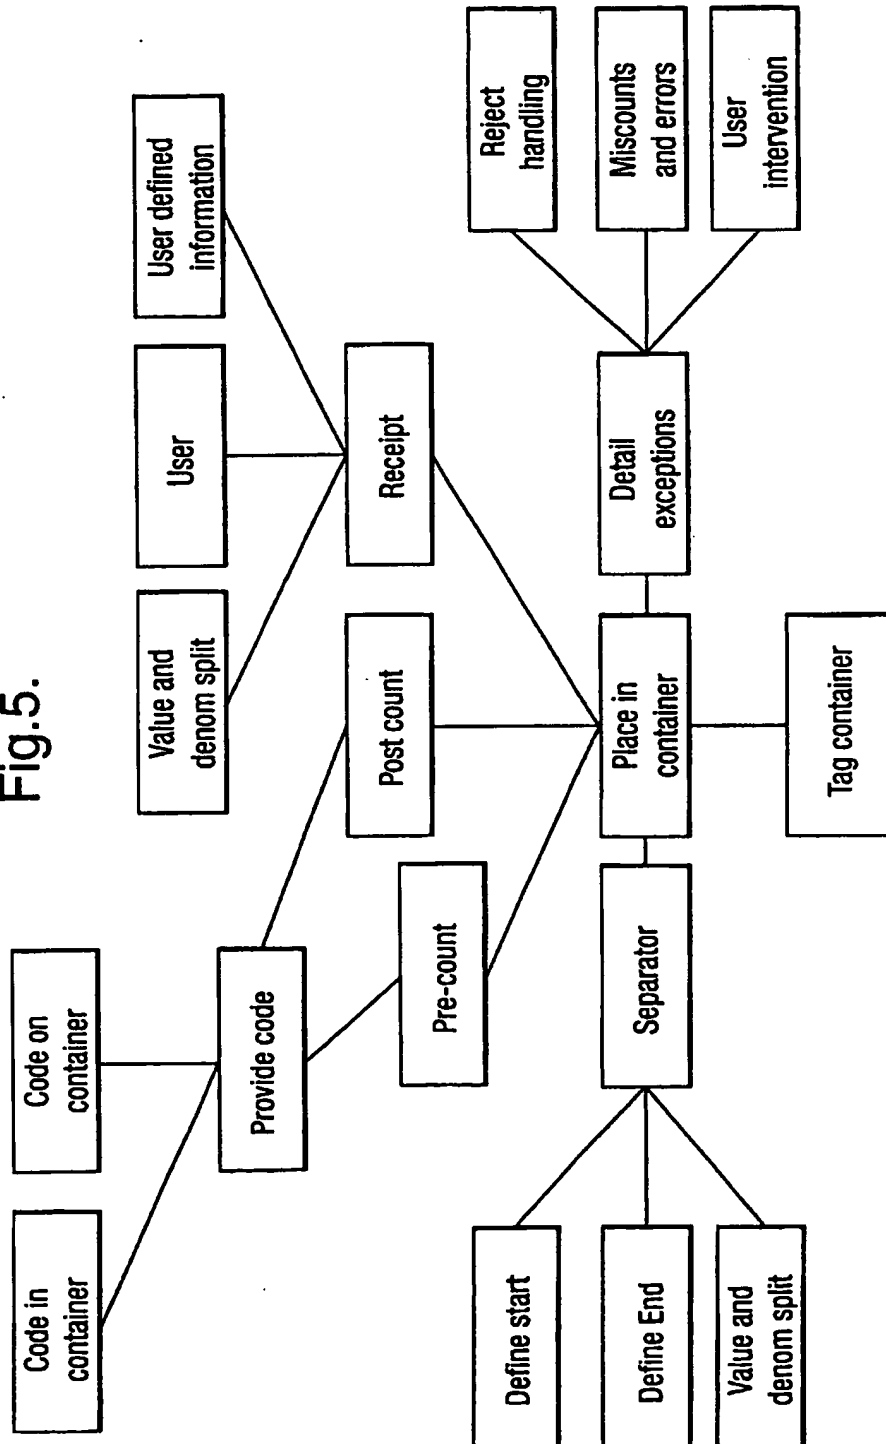 Fig.5.
Code in
container
Code on
container
Value and
denom split
User
User defined
information
Provide code
Pre-count
Post count
Receipt
Define start
Define End
Value and
denom split
Separator
Place in
container
Detail
exceptions
Reject
handling
Miscounts
and errors
User
intervention
Tag container